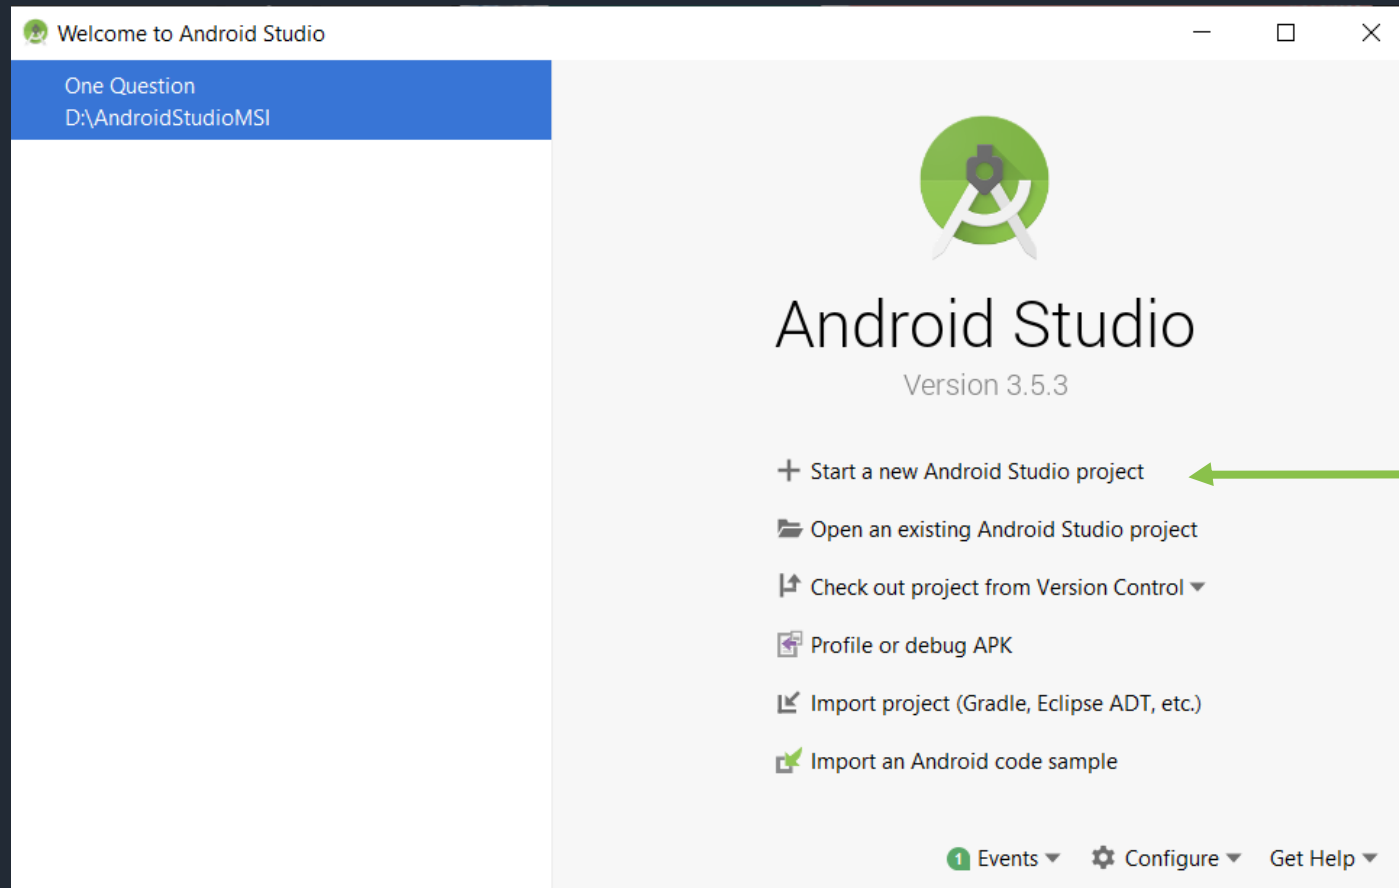 Welcome to Android Studio
One Question
D:\AndroidStudioMSI
Android Studio
Version 3.5.3
Start a new Android Studio project
Open an existing Android Studio project
Check out project from Version Control
Profile or debug APK
Import project (Gradle, Eclipse ADT, etc.)
Import an Android code sample
1 Events Configure Get Help